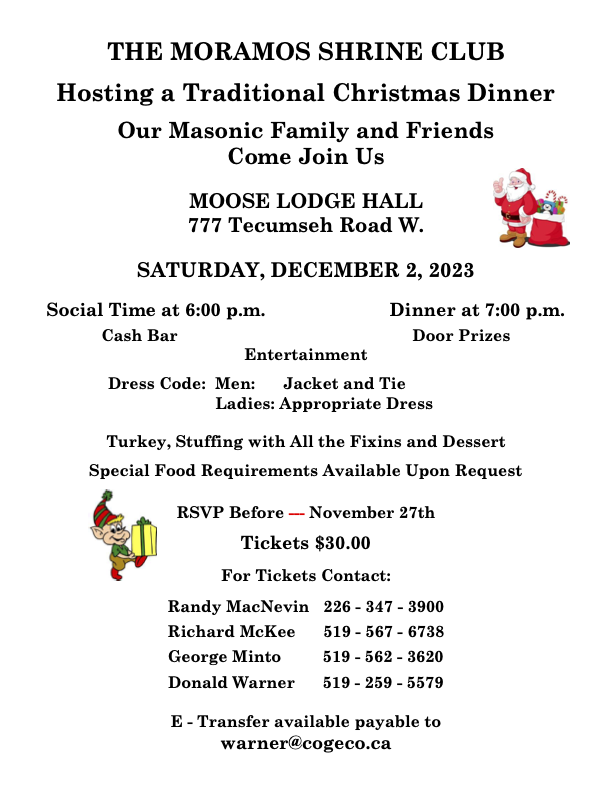 THE MORAMOS SHRINE CLUB
Hosting a Traditional Christmas Dinner
Our Masonic Family and Friends
Come Join Us
MOOSE LODGE HALL
777 Tecumseh Road W.
SATURDAY, DECEMBER 2, 2023
Social Time at 6:00 p.m. Dinner at 7:00 p.m.
Cash Bar Door Prizes
Entertainment
Dress Code: Men: Jacket and Tie
Ladies: Appropriate Dress
Turkey, Stuffing with All the Fixins and Dessert
Special Food Requirements Available Upon Request
RSVP Before --- November 27th
Tickets $30.00
For Tickets Contact:
Randy MacNevin 226 - 347 - 3900
Richard McKee 519 - 567 - 6738
George Minto 519 - 562 - 3620
Donald Warner 519 - 259 - 5579
E - Transfer available payable to
warner@cogeco.ca